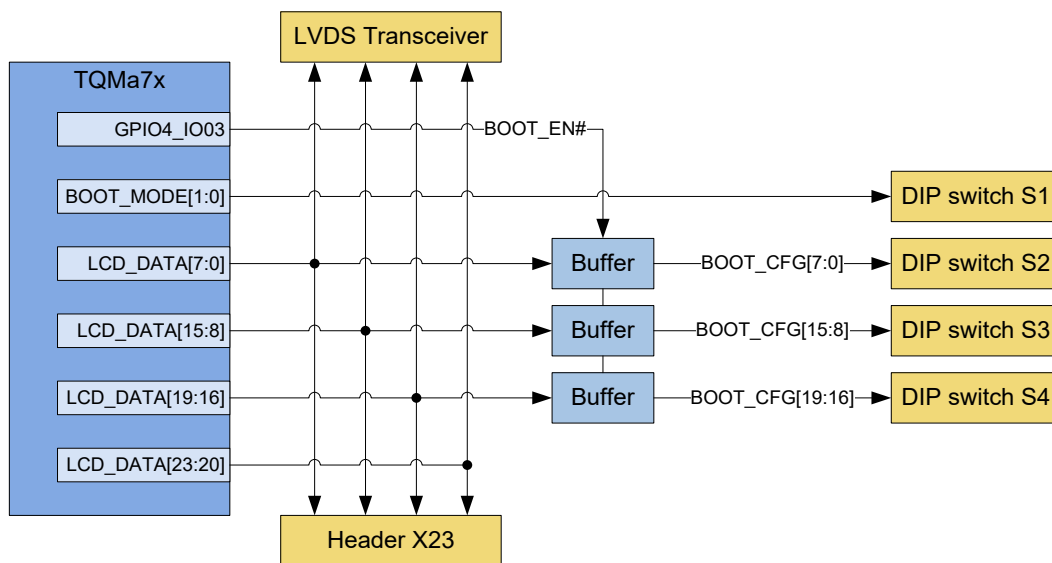 LVDS Transceiver
TQMa7x
GPIO4_IO03
BOOT_EN#
BOOT_MODE[1:0]
DIP switch S1
LCD_DATA[7:0]
Buffer
BOOT_CFG[7:0]
DIP switch S2
LCD_DATA[15:8]
Buffer
BOOT_CFG[15:8]
DIP switch S3
LCD_DATA[19:16]
Buffer
BOOT_CFG[19:16]
DIP switch S4
LCD_DATA[23:20]
Header X23